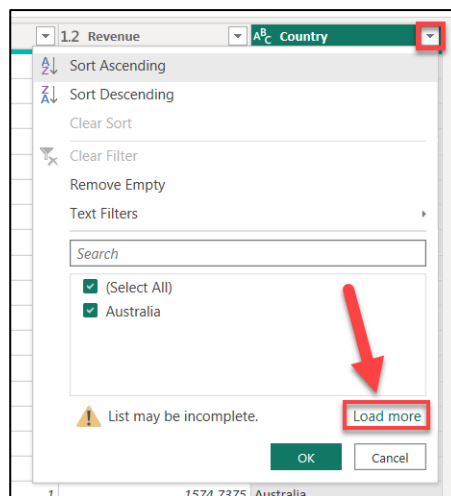 1.2 Revenue
ABC Country
Sort Ascending
Sort Descending
Clear Sort
Clear Filter
Remove Empty
Text Filters
Search
(Select All)
Australia
List may be incomplete.
Load more
OK
Cancel
1
1574.7375
Australia